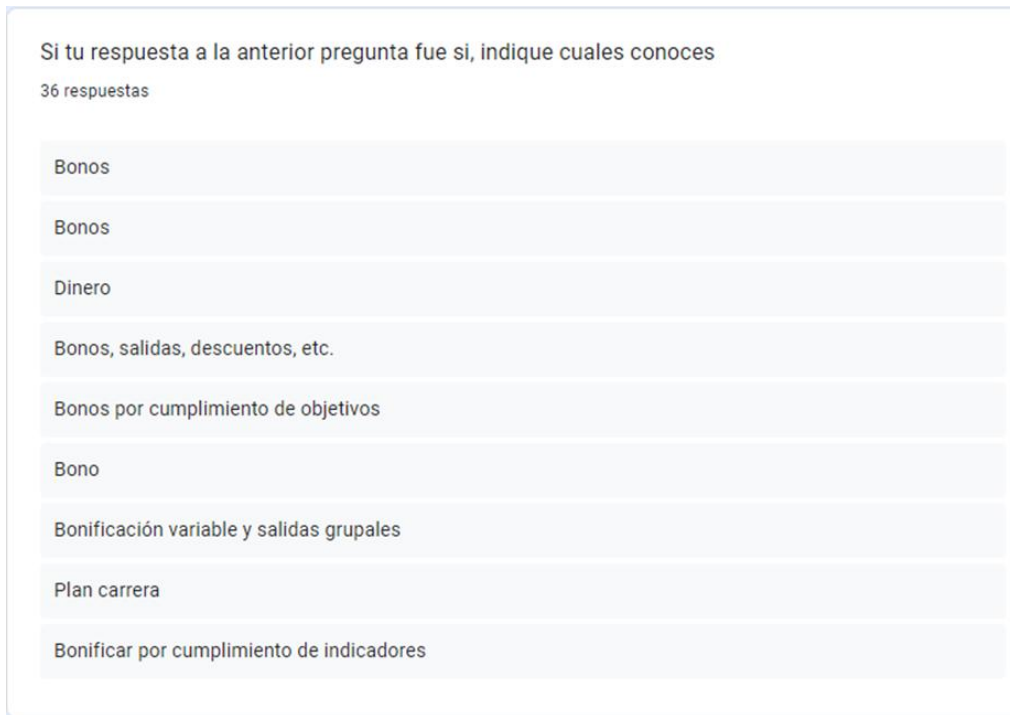 Si tu respuesta a la anterior pregunta fue si, indique cuales conoces
36 respuestas
Bonos
Bonos
Dinero
Bonos, salidas, descuentos, etc.
Bonos por cumplimiento de objetivos
Bono
Bonificación variable y salidas grupales
Plan carrera
Bonificar por cumplimiento de indicadores